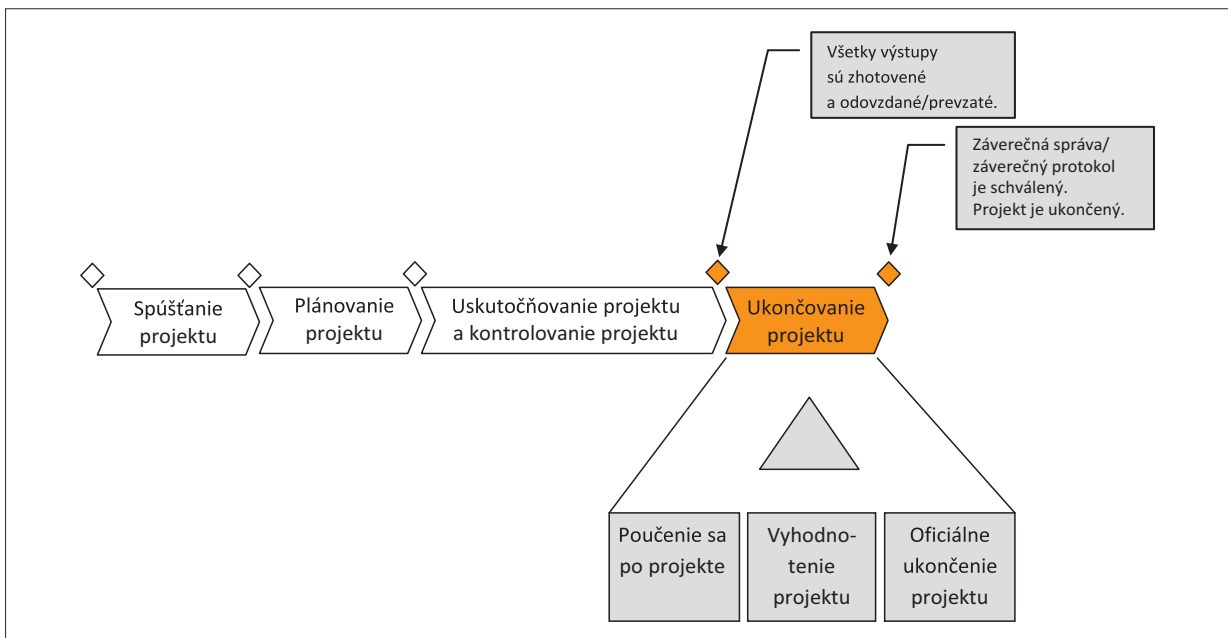 Všetky výstupy
sú zhotovené
a odovzdané/prevzaté.
Záverečná správa/
záverečný protokol
je schválený.
Projekt je ukončený.
Spúšťanie
projektu
Plánovanie
projektu
Uskutočňovanie projektu
a kontrolovanie projektu
Ukončovanie
projektu
Poučenie sa
po projekte
Vyhodno-
tenie
projektu
Oficiálne
ukončenie
projektu